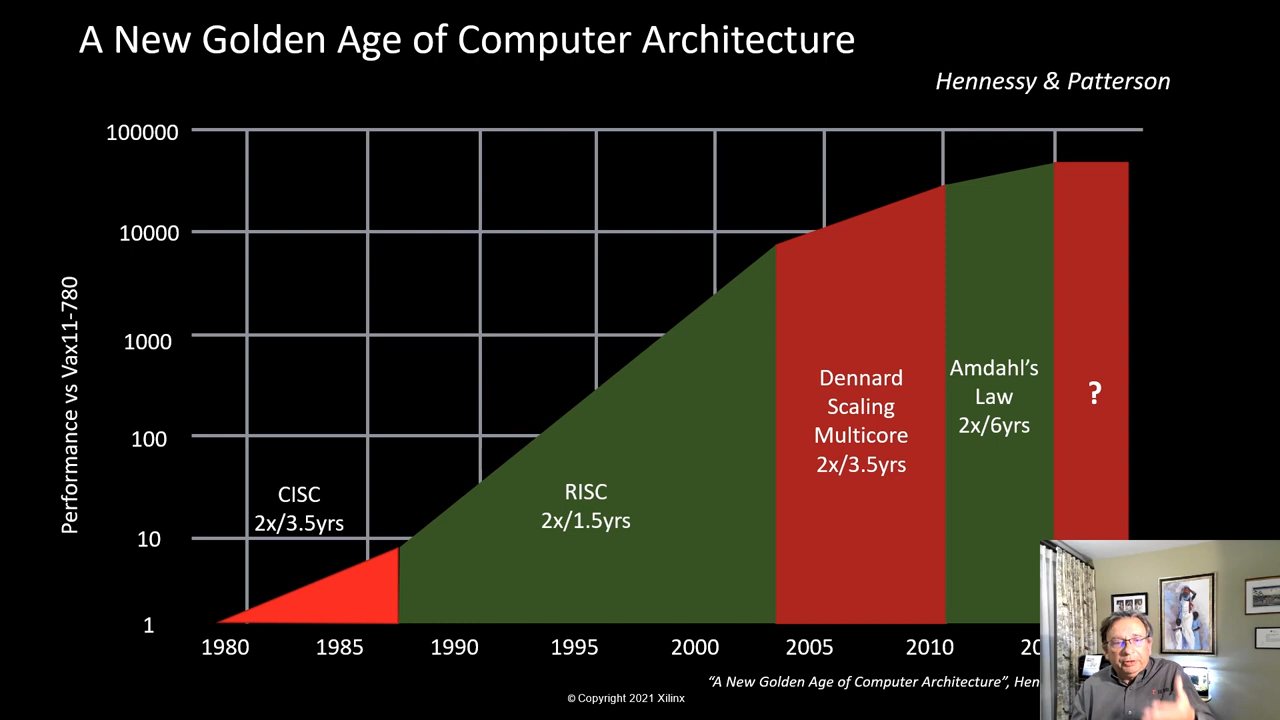 A New Golden Age of Computer Architecture
Hennessy & Patterson
100000
10000
1000
100
10
1
Performance vs Vax11-780
CISC
2x/3.5yrs
RISC
2x/1.5yrs
Dennard
Scaling
Multicore
2x/3.5yrs
Amdahl’s
Law
2x/6yrs
?
1980 1985 1990 1995 2000 2005 2010
“A New Golden Age of Computer Architecture”,
© Copyright 2021 Xilinx